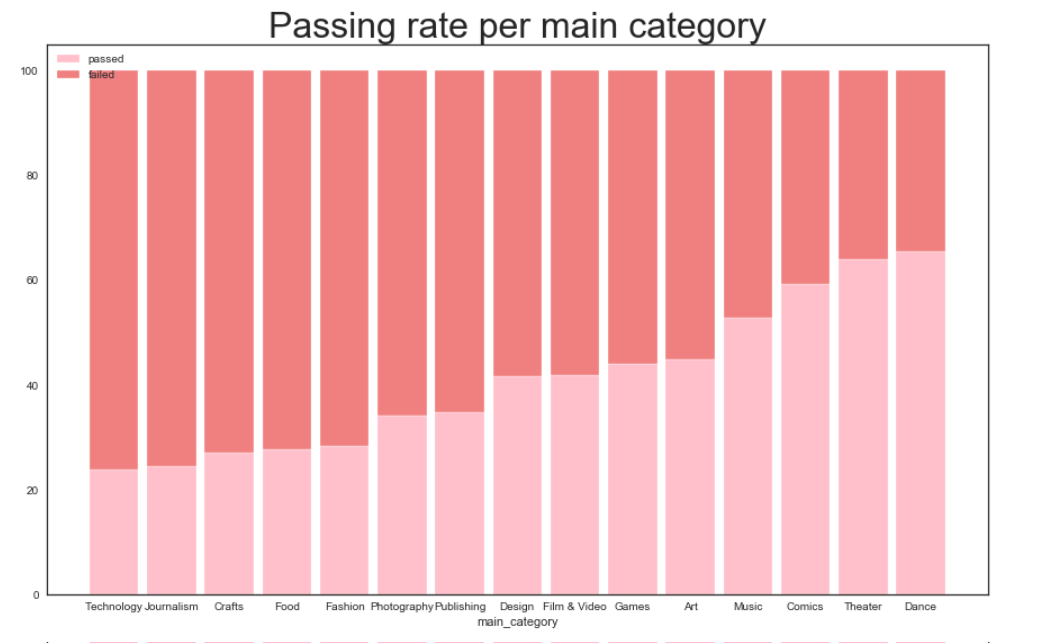 Passing rate per main category
passed
failed
100
80
60
40
20
0
Technology Journalism Crafts Food Fashion Photography Publishing Design Film & Video Games Art Music Comics Theater Dance
main_category